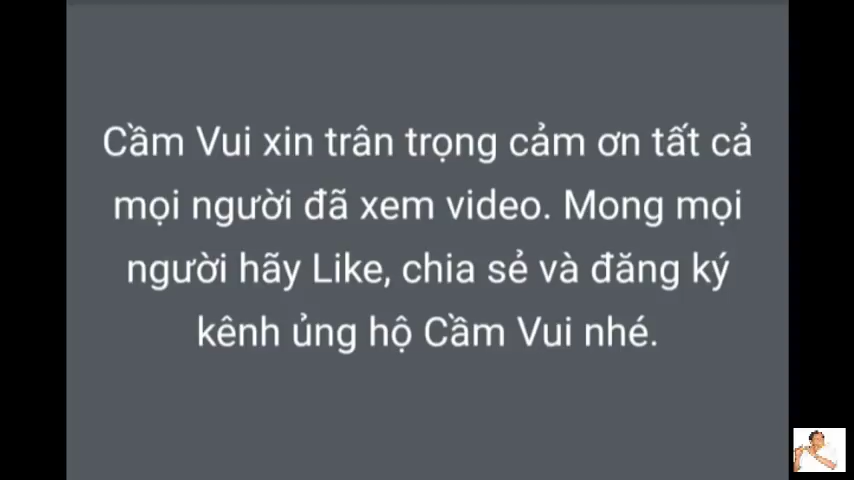 Cầm Vui xin trân trọng cảm ơn tất cả
mọi người đã xem video. Mong mọi
người hãy Like, chia sẻ và đăng ký
kênh ủng hộ Cầm Vui nhé.